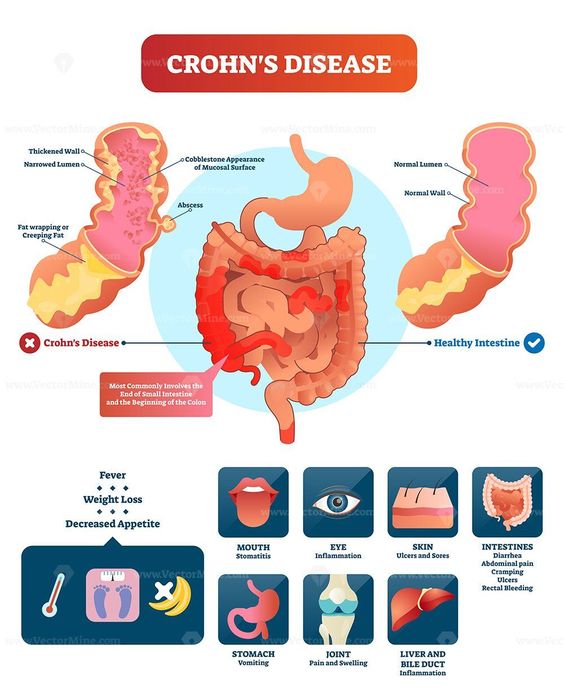 CROHN'S DISEASE
Thickened Wall
Narrowed Lumen
Cobblestone Appearance
of Mucosal Surface
Abscess
Fat wrapping or
Creeping Fat
Normal Lumen
Normal Wall
Crohn's Disease
Healthy Intestine
Most Commonly Involves the
End of Small Intestine
and the Beginning of the Colon
Fever
Weight Loss
Decreased Appetite
MOUTH
Stomatitis
EYE
Inflammation
SKIN
Ulcers and Sores
INTESTINES
Diarrhea
Abdominal pain
Cramping
Ulcers
Rectal Bleeding
STOMACH
Vomiting
JOINT
Pain and Swelling
LIVER AND
BILE DUCT
Inflammation
www.VectorMine.com